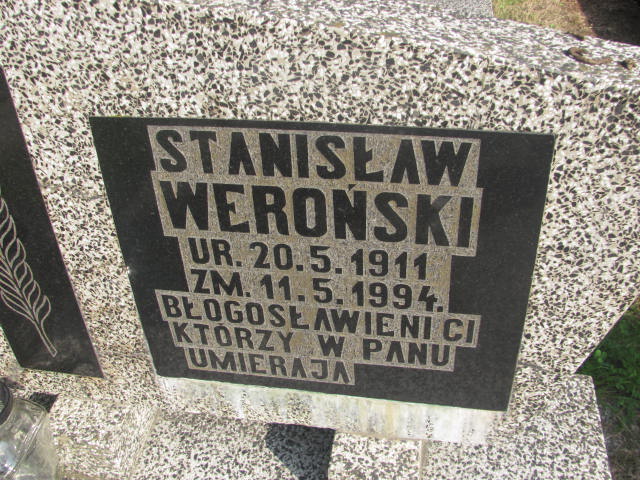 STANISŁAW
WEROŃSKI
UR. 20.5.1911
ZM. 11.5.1994.
BŁOGOSŁAWIENI CI
KTÓRZY W PANU
UMIERAJĄ